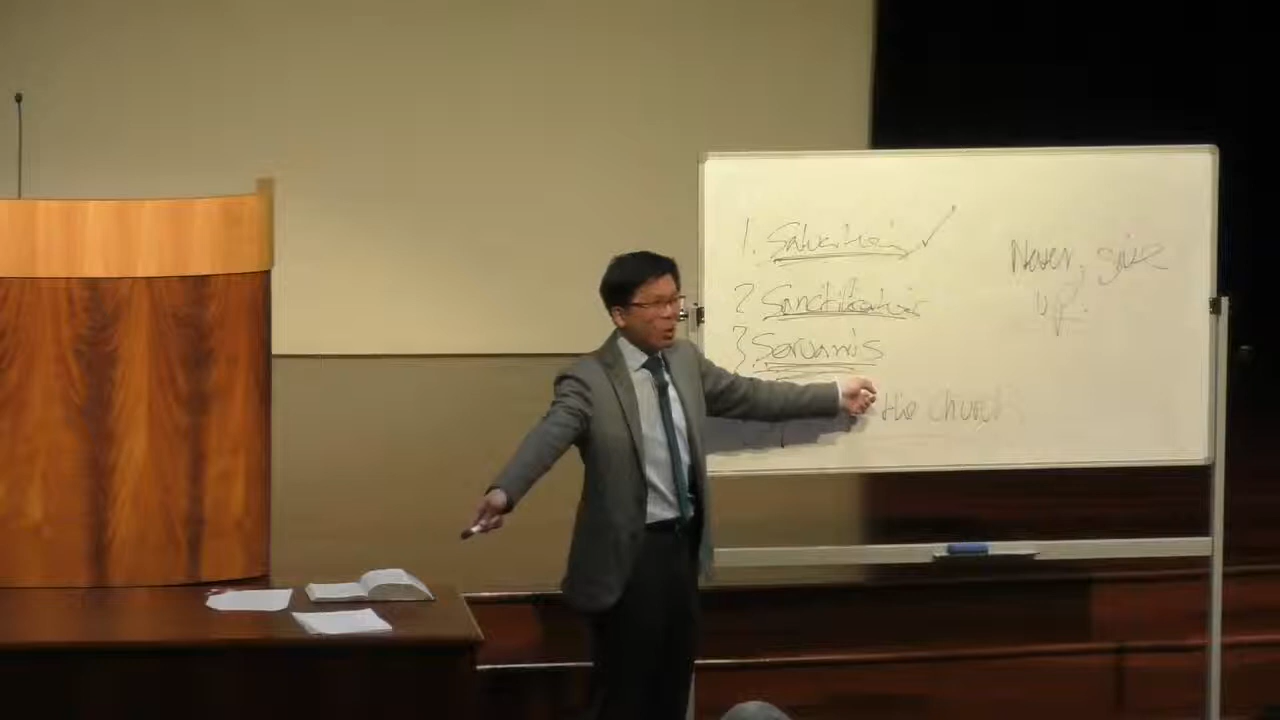 1. Salvation ✓
2 Sanctification
3 Servants
the church
Never, give
up.